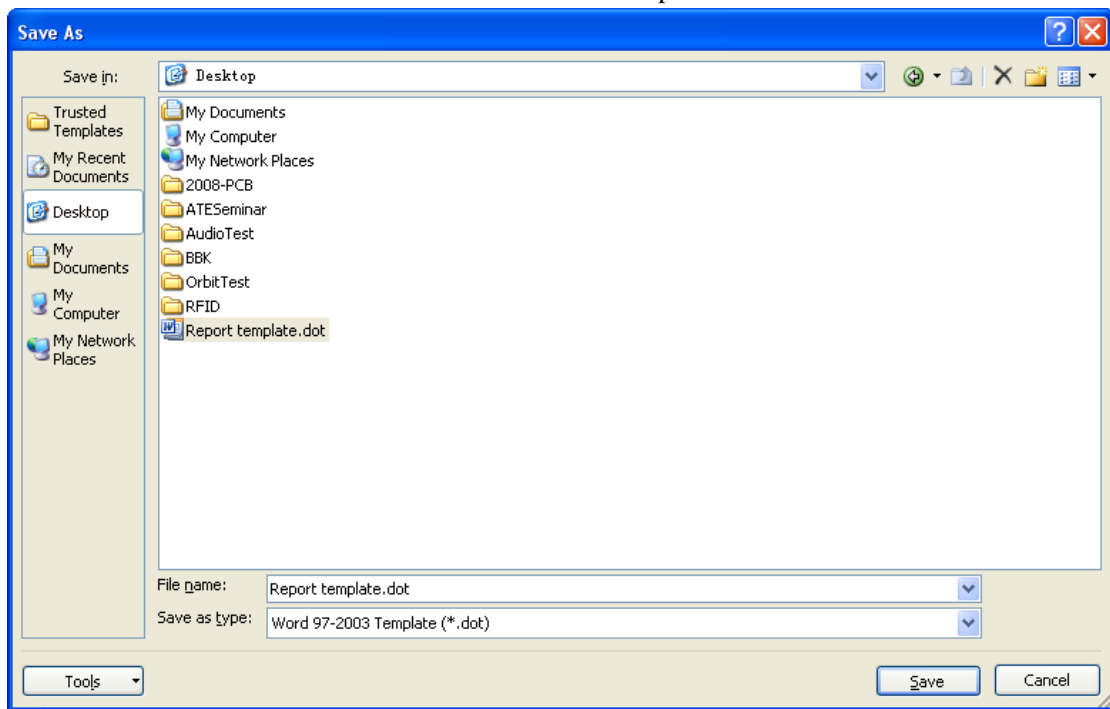 Save As
Save in:
Desktop
Trusted
Templates
My Recent
Documents
Desktop
My
Documents
My
Computer
My Network
Places
My Documents
My Computer
My Network Places
2008-PCB
ATESeminar
AudioTest
BBK
OrbitTest
RFID
Report template.dot
File name:
Report template.dot
Save as type:
Word 97-2003 Template (*.dot)
Tools
Save
Cancel